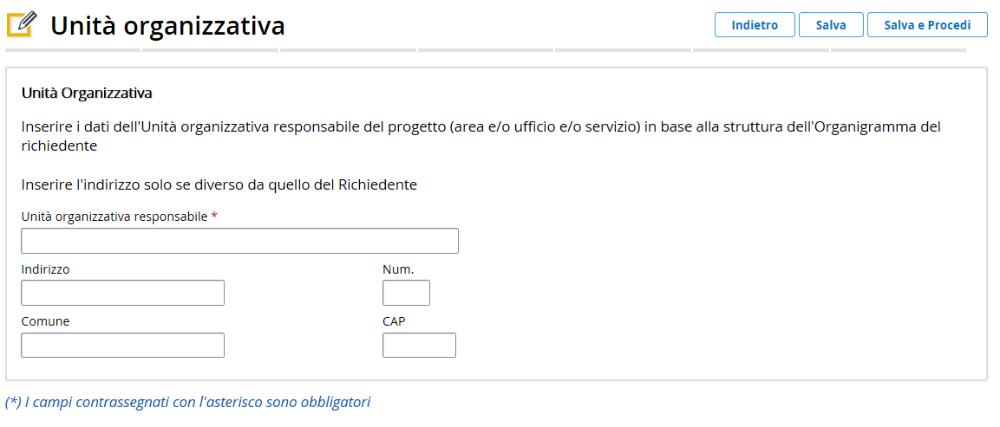 Unità organizzativa
Indietro
Salva
Salva e Procedi
Unità Organizzativa
Inserire i dati dell'Unità organizzativa responsabile del progetto (area e/o ufficio e/o servizio) in base alla struttura dell'Organigramma del
richiedente
Inserire l'indirizzo solo se diverso da quello del Richiedente
Unità organizzativa responsabile *
Indirizzo
Num.
Comune
CAP
(*) I campi contrassegnati con l'asterisco sono obbligatori